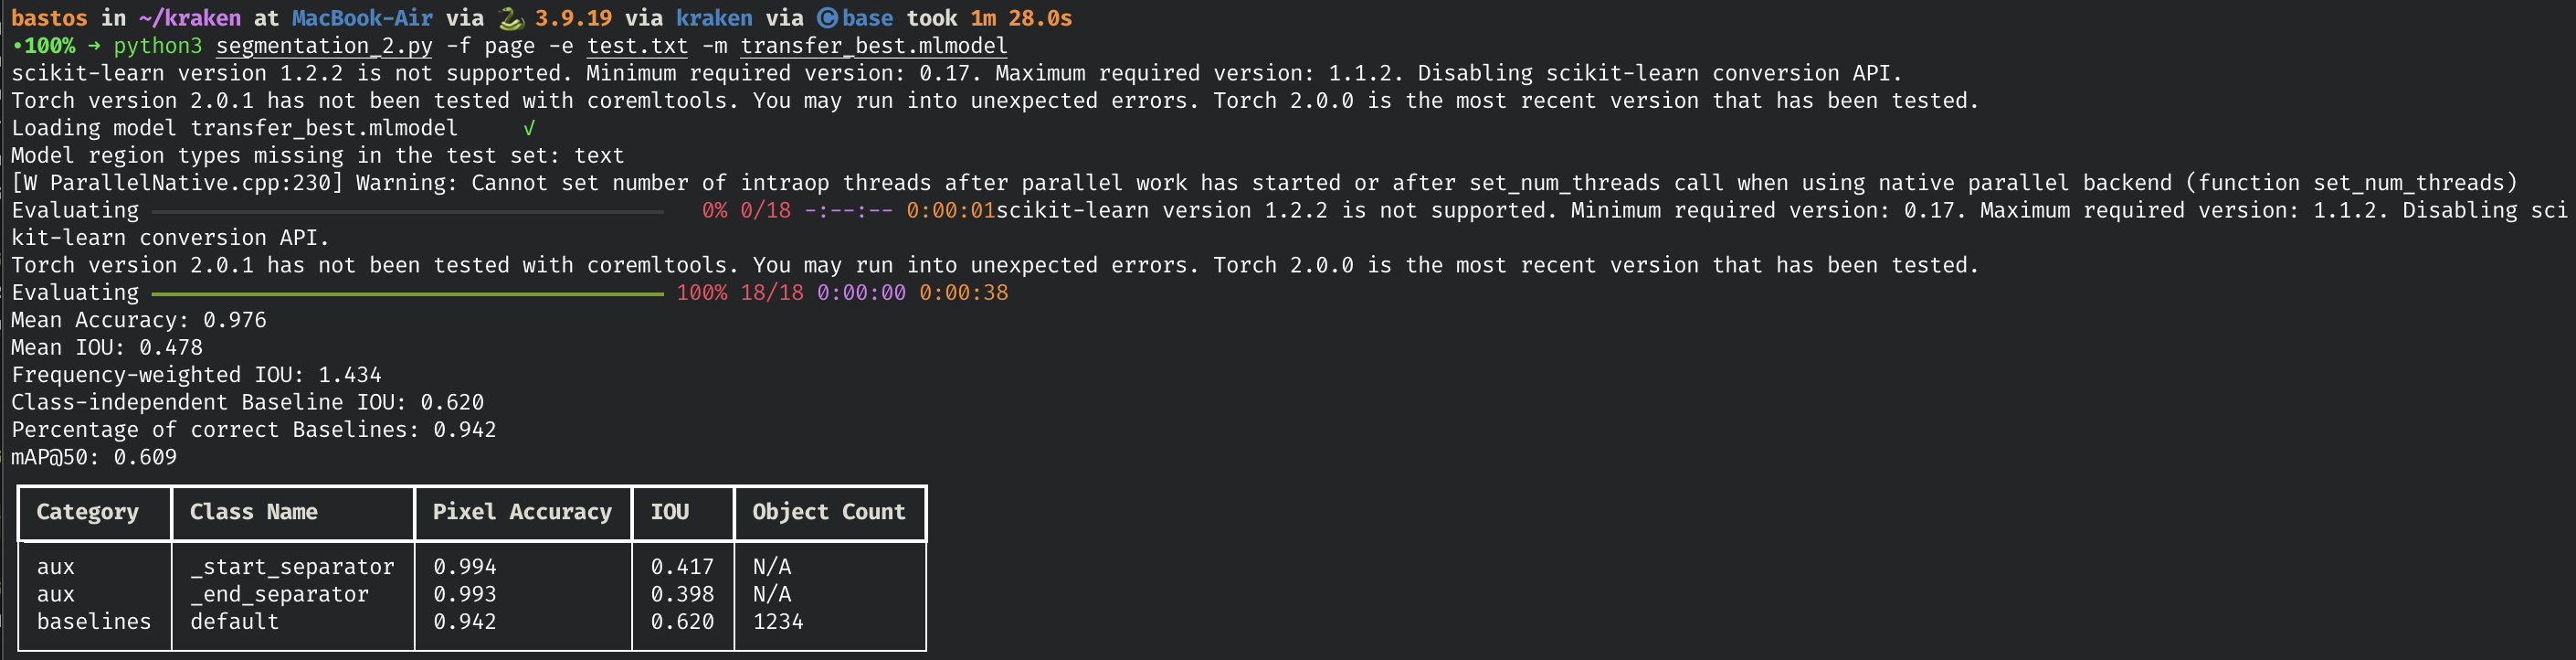 bastos in ~/kraken at MacBook-Air via 🐍 3.9.19 via kraken via ©base took 1m 28.0s
•100% → python3 segmentation_2.py -f page -e test.txt -m transfer_best.mlmodel
scikit-learn version 1.2.2 is not supported. Minimum required version: 0.17. Maximum required version: 1.1.2. Disabling scikit-learn conversion API.
Torch version 2.0.1 has not been tested with coremltools. You may run into unexpected errors. Torch 2.0.0 is the most recent version that has been tested.
Loading model transfer_best.mlmodel √
Model region types missing in the test set: text
[W ParallelNative.cpp:230] Warning: Cannot set number of intraop threads after parallel work has started or after set_num_threads call when using native parallel backend (function set_num_threads)
Evaluating 0% 0/18 -:--:-- 0:00:01scikit-learn version 1.2.2 is not supported. Minimum required version: 0.17. Maximum required version: 1.1.2. Disabling sci
kit-learn conversion API.
Torch version 2.0.1 has not been tested with coremltools. You may run into unexpected errors. Torch 2.0.0 is the most recent version that has been tested.
Evaluating 100% 18/18 0:00:00 0:00:38
Mean Accuracy: 0.976
Mean IOU: 0.478
Frequency-weighted IOU: 1.434
Class-independent Baseline IOU: 0.620
Percentage of correct Baselines: 0.942
mAP@50: 0.609
Category Class Name Pixel Accuracy IOU Object Count
aux _start_separator 0.994 0.417 N/A
aux _end_separator 0.993 0.398 N/A
baselines default 0.942 0.620 1234